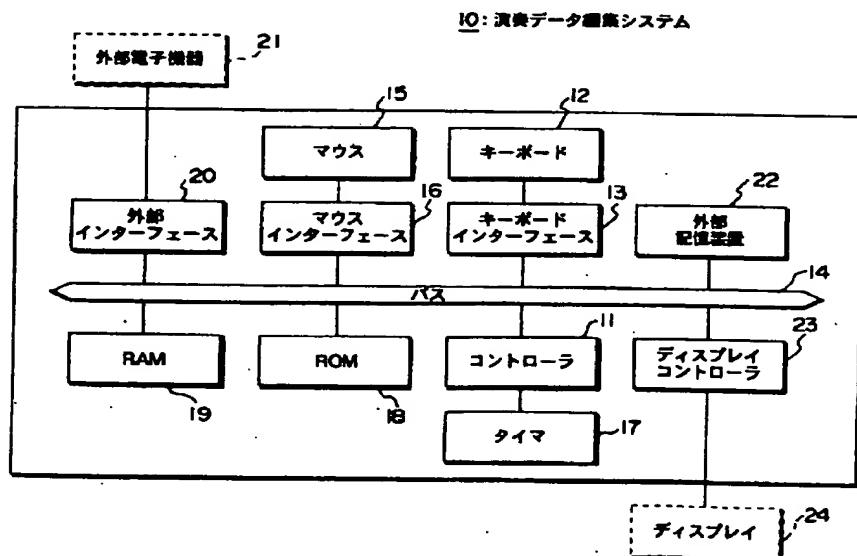 10: 演奏データ編集システム
外部電子機器
21
15
マウス
12
キーボード
20
外部
インターフェース
16
マウス
インターフェース
13
キーボード
インターフェース
22
外部
記憶装置
14
バス
RAM
19
ROM
18
11
コントローラ
タイマ
17
23
ディスプレイ
コントローラ
ディスプレイ
24